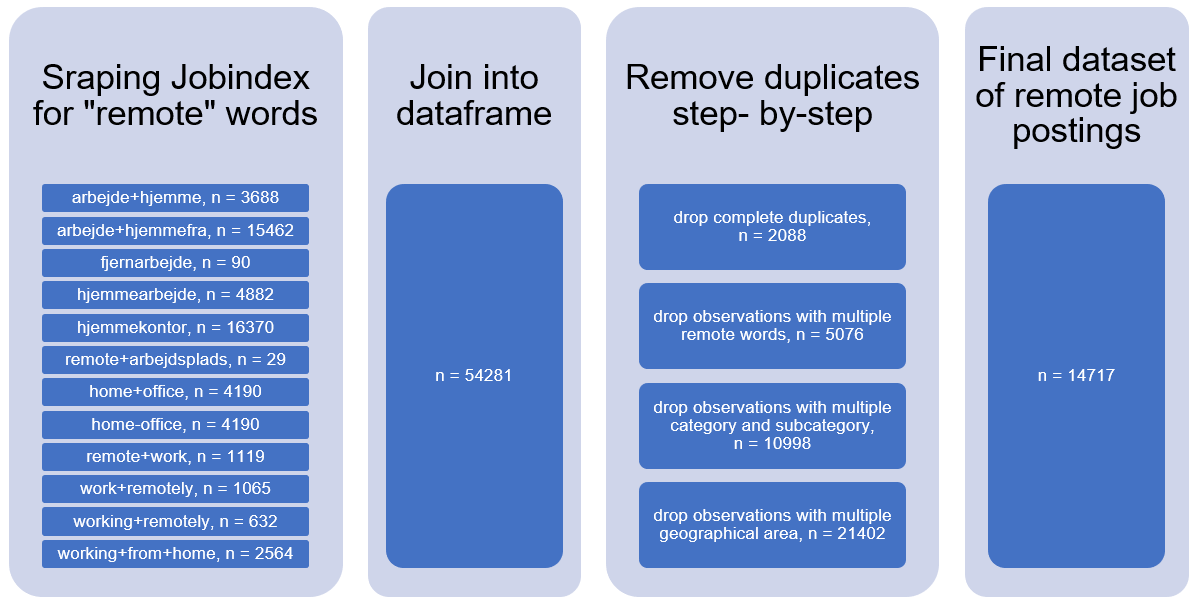 Sraping Jobindex
for "remote" words
arbejde+hjemme, n = 3688
arbejde+hjemmefra, n = 15462
fjernarbejde, n = 90
hjemmearbejde, n = 4882
hjemmekontor, n = 16370
remote+arbejdsplads, n = 29
home+office, n = 4190
home-office, n = 4190
remote+work, n = 1119
work+remotely, n = 1065
working+remotely, n = 632
working+from+home, n = 2564
Join into
dataframe
n = 54281
Remove duplicates
step- by-step
drop complete duplicates,
n = 2088
drop observations with multiple
remote words, n = 5076
drop observations with multiple
category and subcategory,
n = 10998
drop observations with multiple
geographical area, n = 21402
Final dataset
of remote job
postings
n = 14717